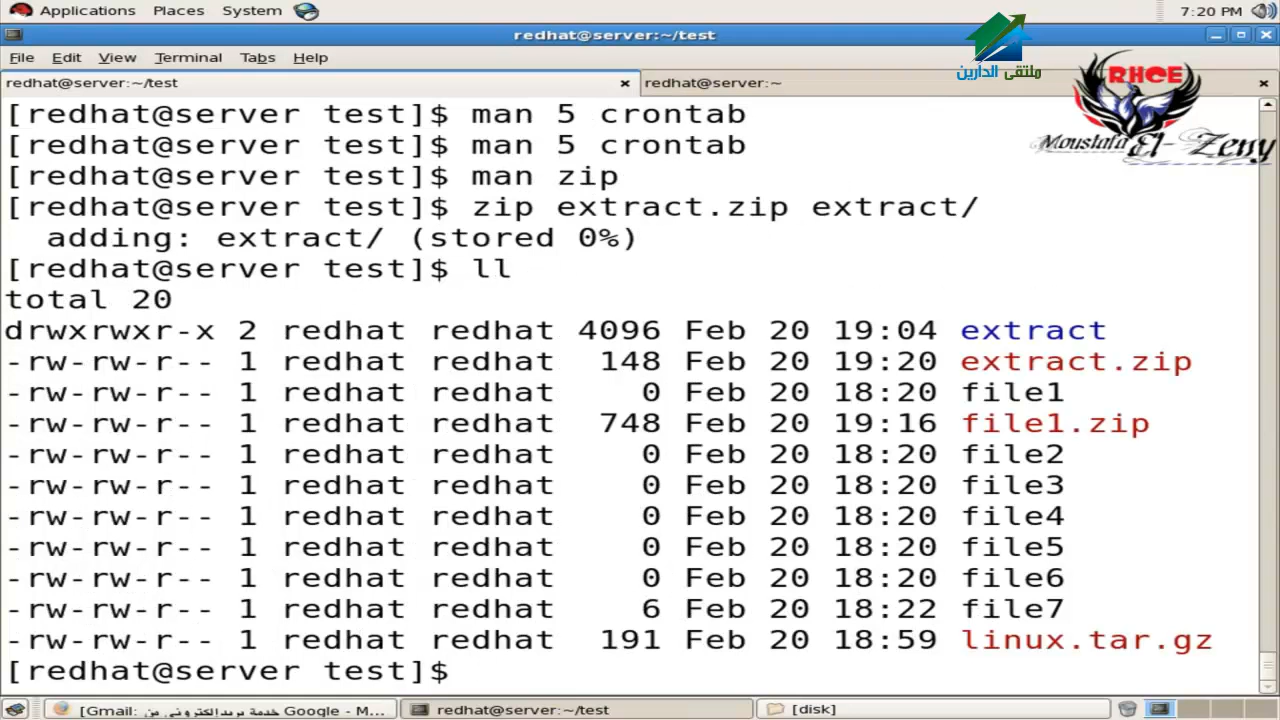 Applications Places System
7:20 PM
redhat@server:~/test
ملتقى الدارين
RHCE
Moustafa El-Zeny
File Edit View Terminal Tabs Help
redhat@server:~/test
redhat@server:~
[redhat@server test]$ man 5 crontab
[redhat@server test]$ man 5 crontab
[redhat@server test]$ man zip
[redhat@server test]$ zip extract.zip extract/
  adding: extract/ (stored 0%)
[redhat@server test]$ ll
total 20
drwxrwxr-x 2 redhat redhat 4096 Feb 20 19:04 extract
-rw-rw-r-- 1 redhat redhat  148 Feb 20 19:20 extract.zip
-rw-rw-r-- 1 redhat redhat    0 Feb 20 18:20 file1
-rw-rw-r-- 1 redhat redhat  748 Feb 20 19:16 file1.zip
-rw-rw-r-- 1 redhat redhat    0 Feb 20 18:20 file2
-rw-rw-r-- 1 redhat redhat    0 Feb 20 18:20 file3
-rw-rw-r-- 1 redhat redhat    0 Feb 20 18:20 file4
-rw-rw-r-- 1 redhat redhat    0 Feb 20 18:20 file5
-rw-rw-r-- 1 redhat redhat    0 Feb 20 18:20 file6
-rw-rw-r-- 1 redhat redhat    6 Feb 20 18:22 file7
-rw-rw-r-- 1 redhat redhat  191 Feb 20 18:59 linux.tar.gz
[redhat@server test]$
[Gmail: خدمة بريد إلكتروني من Google - M...
redhat@server:~/test
[disk]